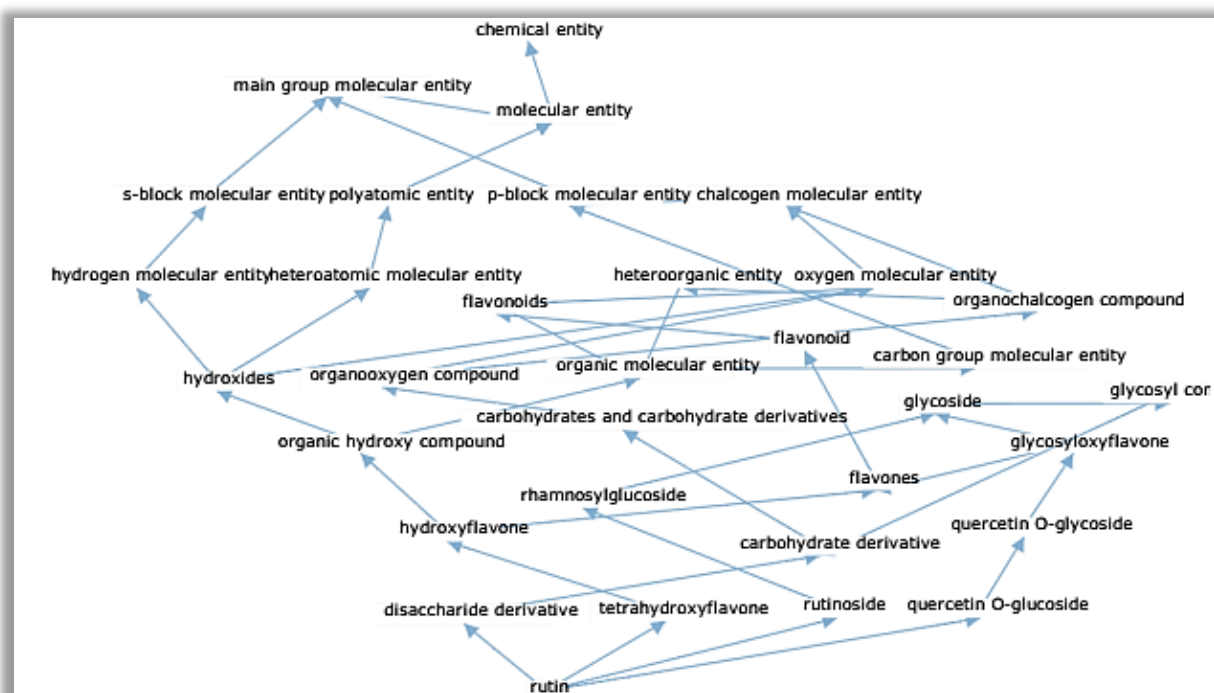 chemical entity
main group molecular entity
molecular entity
s-block molecular entity
polyatomic entity
p-block molecular entity
chalcogen molecular entity
hydrogen molecular entity
heteroatomic molecular entity
heteroorganic entity
oxygen molecular entity
flavonoids
organochalcogen compound
flavonoid
organic molecular entity
carbon group molecular entity
hydroxides
organooxygen compound
glycosyl cor
glycoside
carbohydrates and carbohydrate derivatives
organic hydroxy compound
glycosyloxyflavone
flavones
rhamnosylglucoside
hydroxyflavone
quercetin O-glycoside
carbohydrate derivative
disaccharide derivative
tetrahydroxyflavone
rutinoside
quercetin O-glucoside
rutin